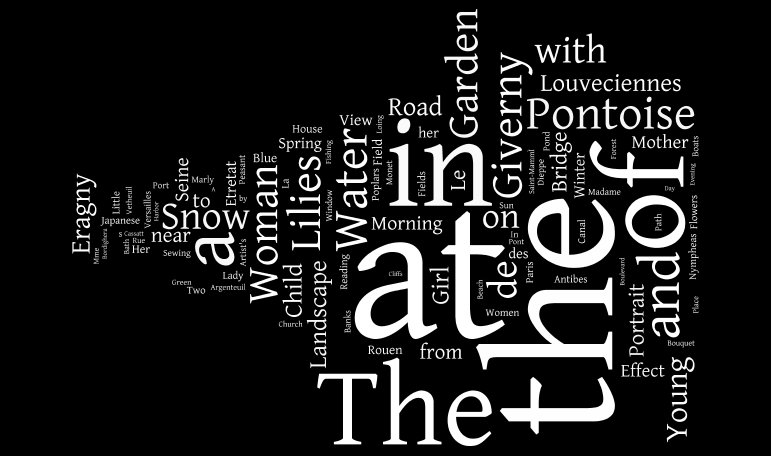 with
Garden
Louveciennes
Road
Pontoise
View
Loing
House
her
Giverny
Spring
Fishing
Field
in
Pond
Bridge
Forest
Mother
Boats
Blue
Peasant
Water
Poplars
Monet
Fields
Le
Saint-Mammi
Dieppe
Winter
Evening
Seine
Port
Marly
A
Etretat
Woman
La
Lilies
Madame
Day
Eragny
Little
Vetheuil
Versailles
Harbor
to
by
Window
Sun
of
Flowers
Japanese
Snow
Morning
on
Canal
Path
s
Cassatt
near
a
Artist's
In
Pont
the
Mme
Bordighera
Bath
Rue
Her
Sewing
Child
Landscape
Reading
at
Cliffs
Girl
des
de
Paris
Antibes
Boulevard
Nympheas
Green
Two
Argenteuil
Lady
Beach
and
Portrait
Place
Church
Banks
Women
Rouen
from
Bouquet
The
Effect
Young